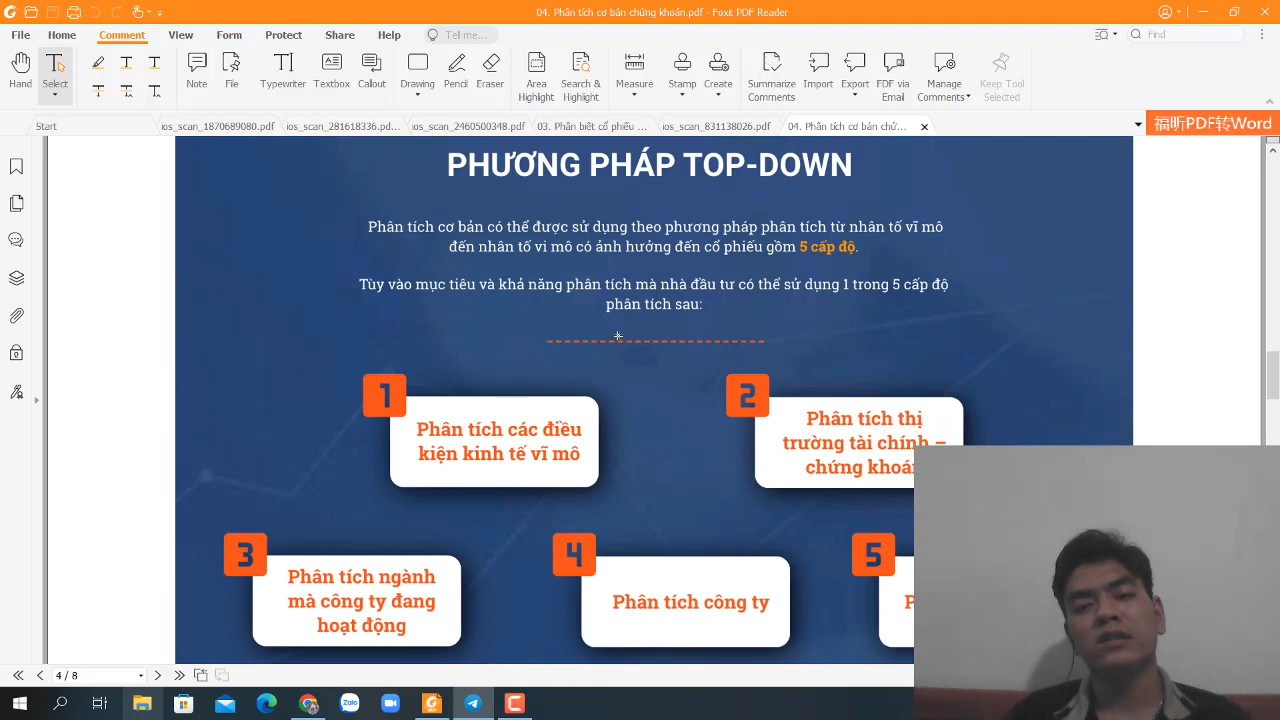 04. Phân tích cơ bản chứng khoán.pdf - Foxit PDF Reader
File Home Comment View Form Protect Share Help Tell me... Find
Hand Select Note File Typewriter Textbox Callout Drawing Pencil Eraser Area Highlight Search & Highlight Measure Stamp Create Summarize Comments Import Export PDF via Email Manage Comments Keep Tool Selected
Start ios_scan_1870689080.pdf ios_scan_281618336.pd... ios_scan_2460500348.pdf 03. Phân biệt cổ phiếu ... ios_scan_831138026.pdf 04. Phân tích cơ bản chứ... 福昕PDF转Word
PHƯƠNG PHÁP TOP-DOWN
Phân tích cơ bản có thể được sử dụng theo phương pháp phân tích từ nhân tố vĩ mô
đến nhân tố vi mô có ảnh hưởng đến cổ phiếu gồm 5 cấp độ.
Tùy vào mục tiêu và khả năng phân tích mà nhà đầu tư có thể sử dụng 1 trong 5 cấp độ
phân tích sau:
1
Phân tích các điều
kiện kinh tế vĩ mô
2
Phân tích thị
trường tài chính –
chứng khoán
3
Phân tích ngành
mà công ty đang
hoạt động
4
Phân tích công ty
5
4 / 8
Zalo